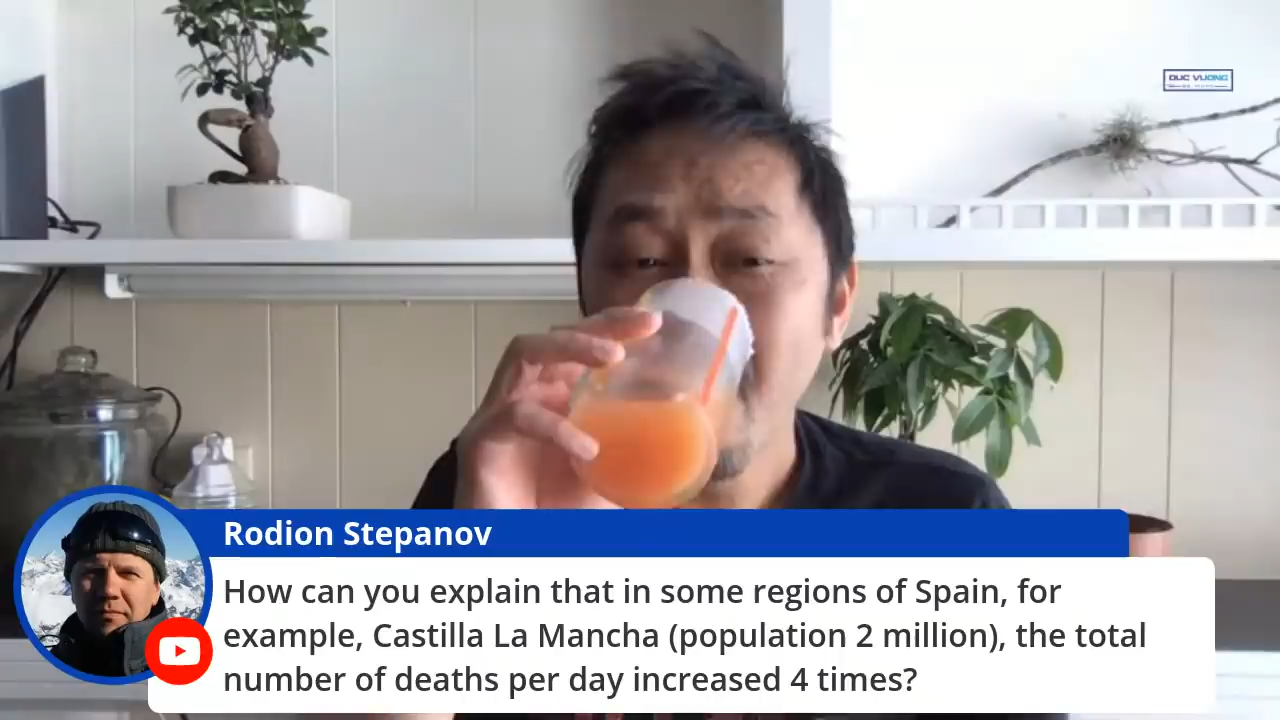 DUC VUONG
Rodion Stepanov
How can you explain that in some regions of Spain, for
example, Castilla La Mancha (population 2 million), the total
number of deaths per day increased 4 times?